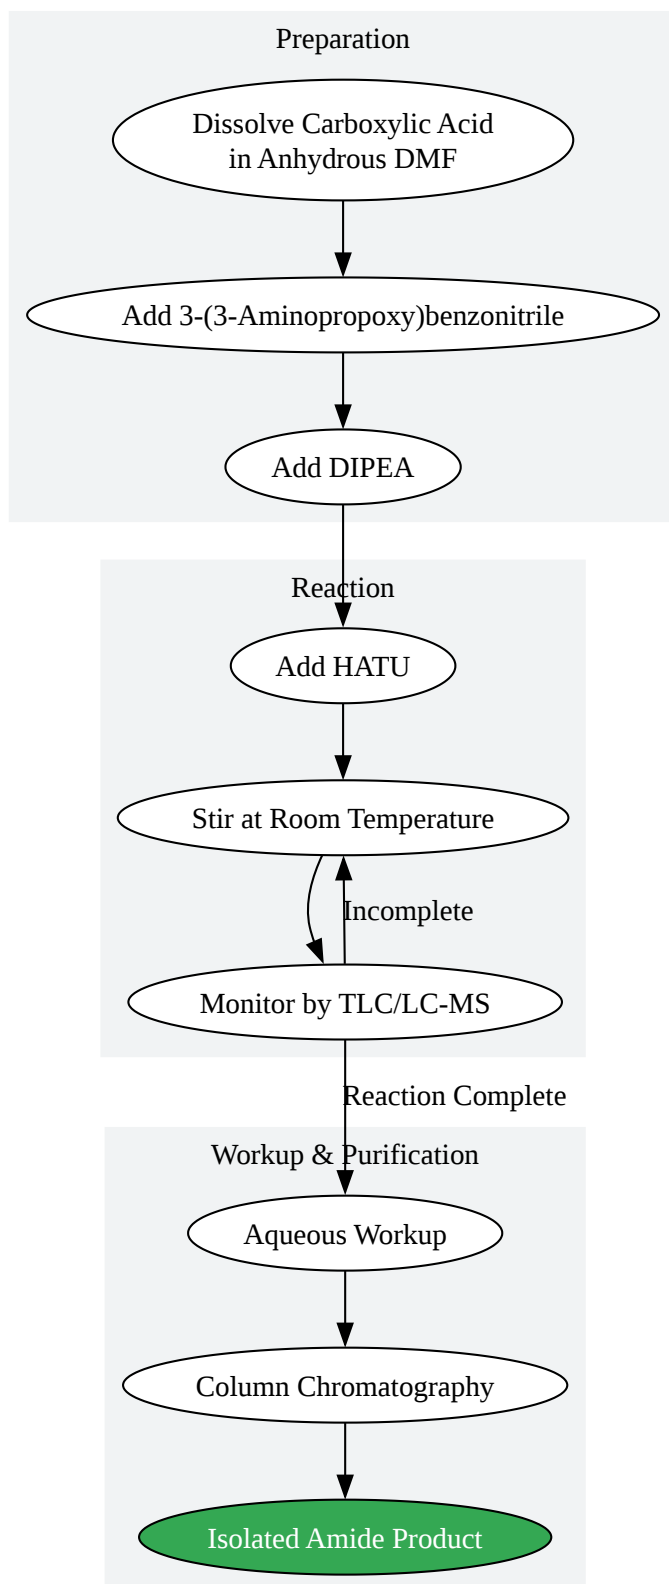 Preparation
Dissolve Carboxylic Acid
in Anhydrous DMF
Add 3-(3-Aminopropoxy)benzonitrile
Add DIPEA
Reaction
Add HATU
Stir at Room Temperature
Incomplete
Monitor by TLC/LC-MS
Reaction Complete
Workup & Purification
Aqueous Workup
Column Chromatography
Isolated Amide Product